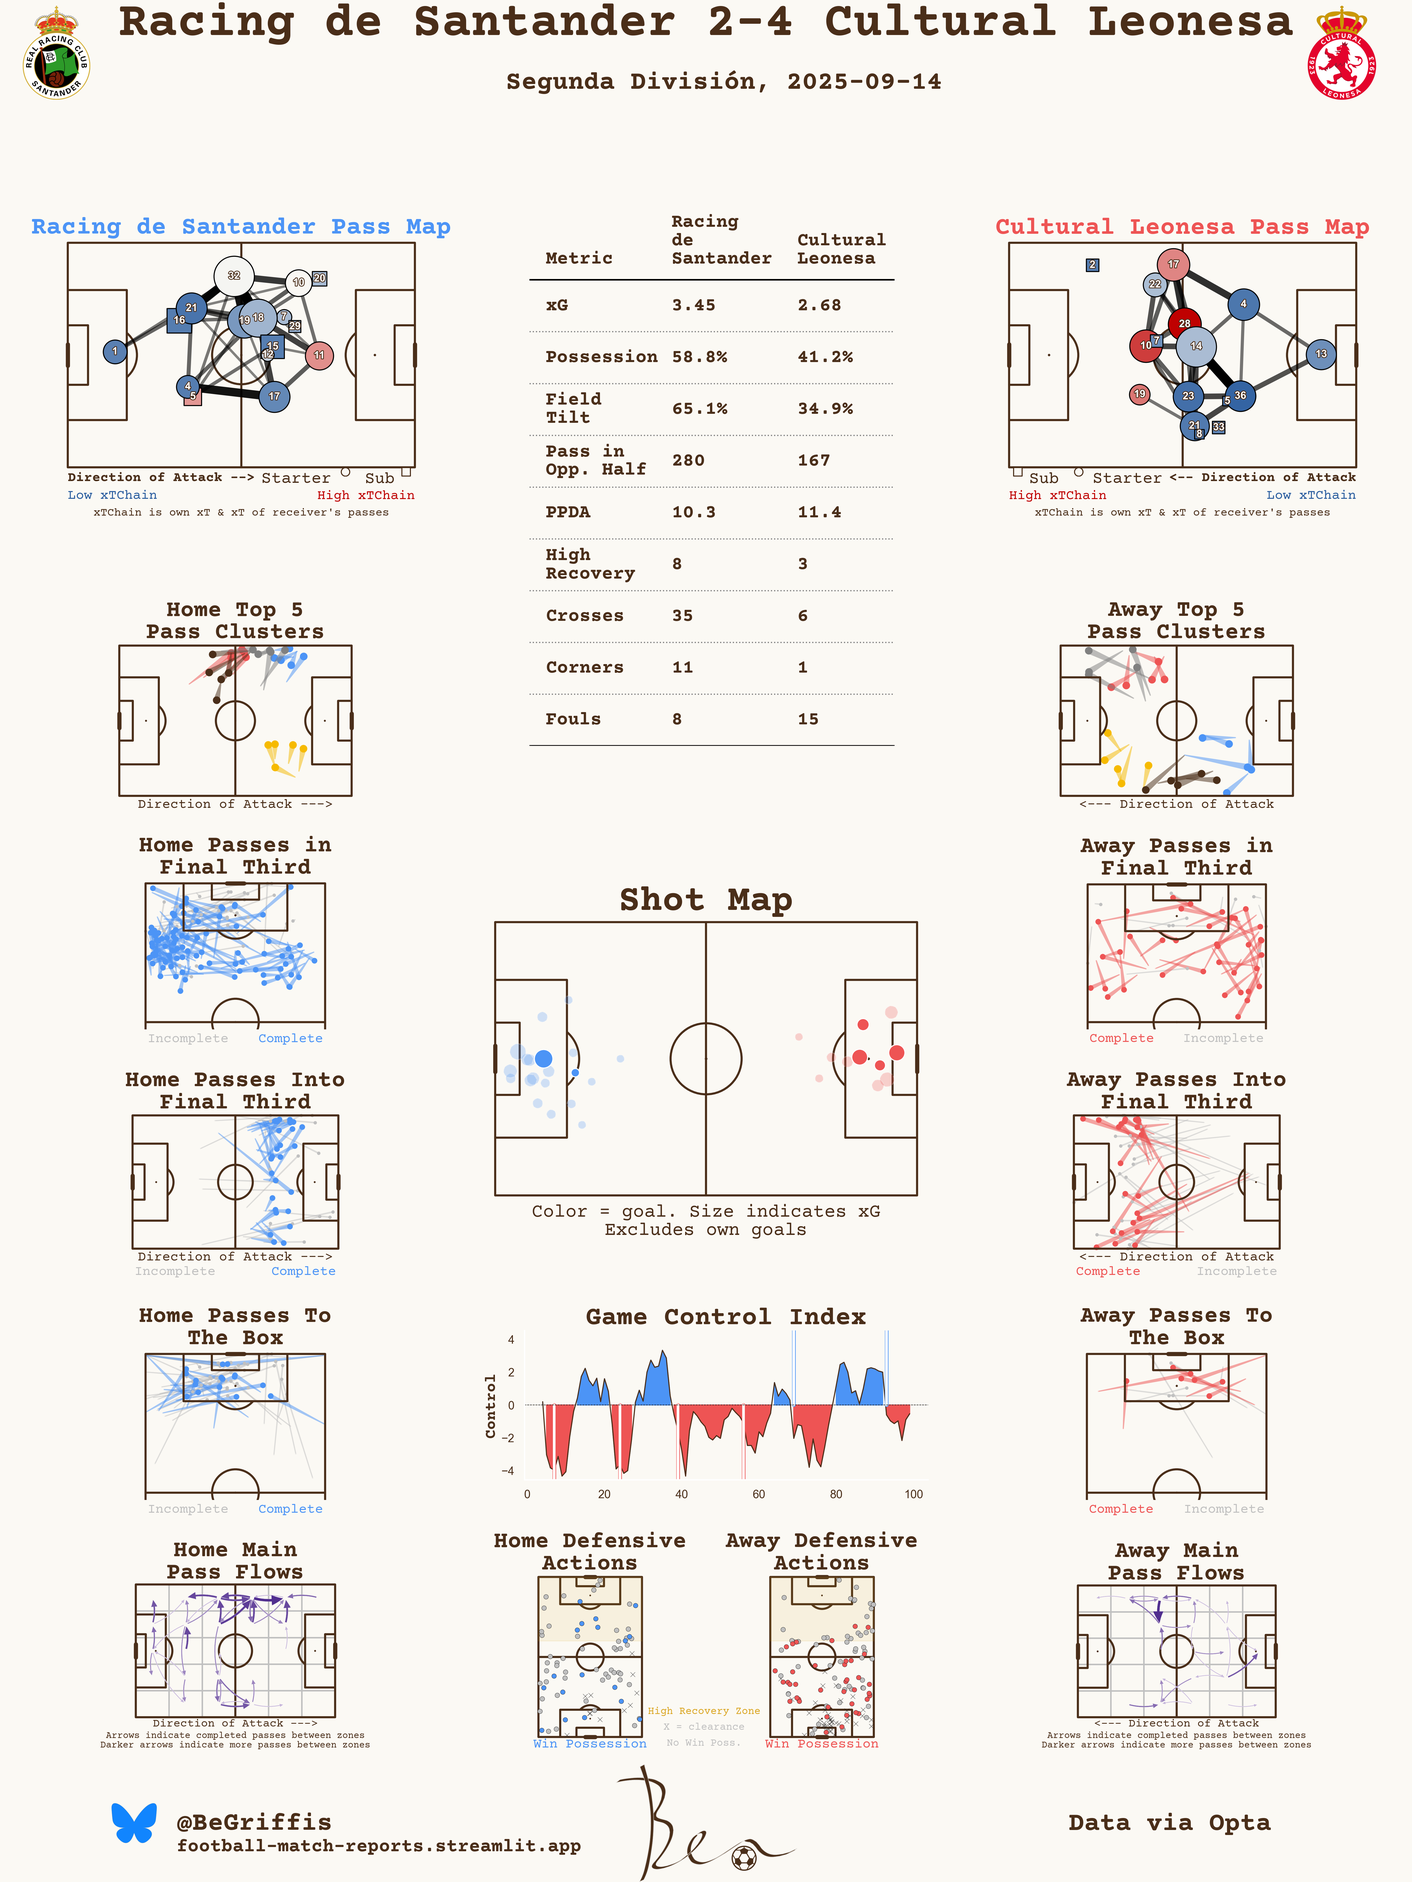 Racing de Santander 2-4 Cultural Leonesa
Segunda División, 2025-09-14
REAL RACING CLUB
SANTANDER
CULTURAL
1923
1923
LEONESA
Racing de Santander Pass Map
32
10
20
21
16
19
18
7
29
1
15
12
11
4
5
17
Direction of Attack --> Starter Sub
Low xTChain High xTChain
xTChain is own xT & xT of receiver's passes
Metric Racing de Santander Cultural Leonesa
xG 3.45 2.68
Possession 58.8% 41.2%
Field Tilt 65.1% 34.9%
Pass in Opp. Half 280 167
PPDA 10.3 11.4
High Recovery 8 3
Crosses 35 6
Corners 11 1
Fouls 8 15
Cultural Leonesa Pass Map
2
17
22
4
28
10
7
14
13
19
23
5
36
21
8
33
Sub Starter <-- Direction of Attack
High xTChain Low xTChain
xTChain is own xT & xT of receiver's passes
Home Top 5
Pass Clusters
Direction of Attack --->
Away Top 5
Pass Clusters
<--- Direction of Attack
Home Passes in
Final Third
Incomplete Complete
Away Passes in
Final Third
Complete Incomplete
Shot Map
Color = goal. Size indicates xG
Excludes own goals
Home Passes Into
Final Third
Direction of Attack --->
Incomplete Complete
Away Passes Into
Final Third
<--- Direction of Attack
Complete Incomplete
Home Passes To
The Box
Incomplete Complete
Game Control Index
Control
4
2
0
−2
−4
0 20 40 60 80 100
Away Passes To
The Box
Complete Incomplete
Home Main
Pass Flows
Direction of Attack --->
Arrows indicate completed passes between zones
Darker arrows indicate more passes between zones
Home Defensive
Actions
Win Possession
Away Defensive
Actions
Win Possession
High Recovery Zone
X = clearance
No Win Poss.
Away Main
Pass Flows
<--- Direction of Attack
Arrows indicate completed passes between zones
Darker arrows indicate more passes between zones
@BeGriffis
football-match-reports.streamlit.app
Ben
Data via Opta